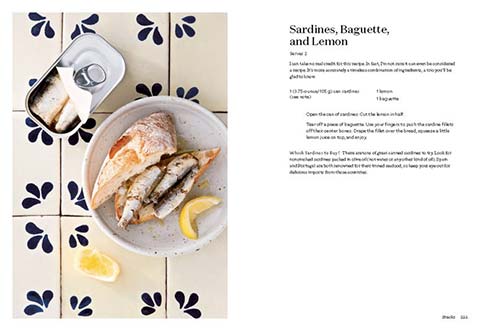 Sardines, Baguette,
and Lemon
Serves 2
I can take no real credit for this recipe. In fact, I'm not sure it can even be considered
a recipe. It's more accurately a timeless combination of ingredients, a trio you'll be
glad to know.
1 (3.75-ounce/105 g) can sardines
(see note)
1 lemon
1 baguette
Open the can of sardines. Cut the lemon in half.
Tear off a piece of baguette. Use your fingers to push the sardine fillets
off their center bones. Drape the fillet over the bread, squeeze a little
lemon juice on top, and enjoy.
Which Sardines to Buy? There are tons of great canned sardines to try. Look for
nonsmoked sardines packed in olive oil (not water or another kind of oil). Spain
and Portugal are both renowned for their tinned seafood, so keep your eye out for
delicious imports from those countries.
Snacks